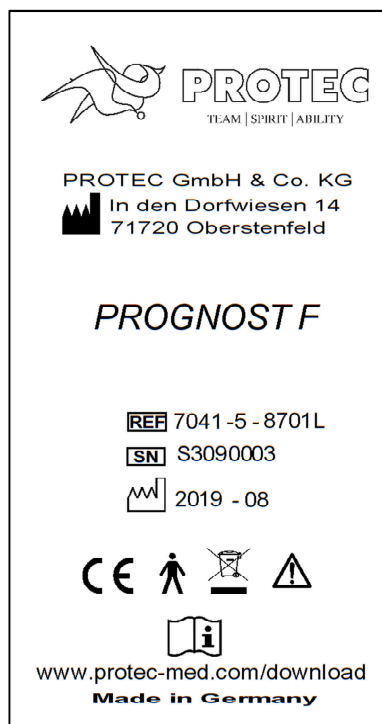 PROTEC
TEAM | SPIRIT | ABILITY
PROTEC GmbH & Co. KG
In den Dorfwiesen 14
71720 Oberstenfeld
PROGNOST F
REF 7041-5-8701L
SN S3090003
2019-08
CE
i
www.protec-med.com/download
Made in Germany